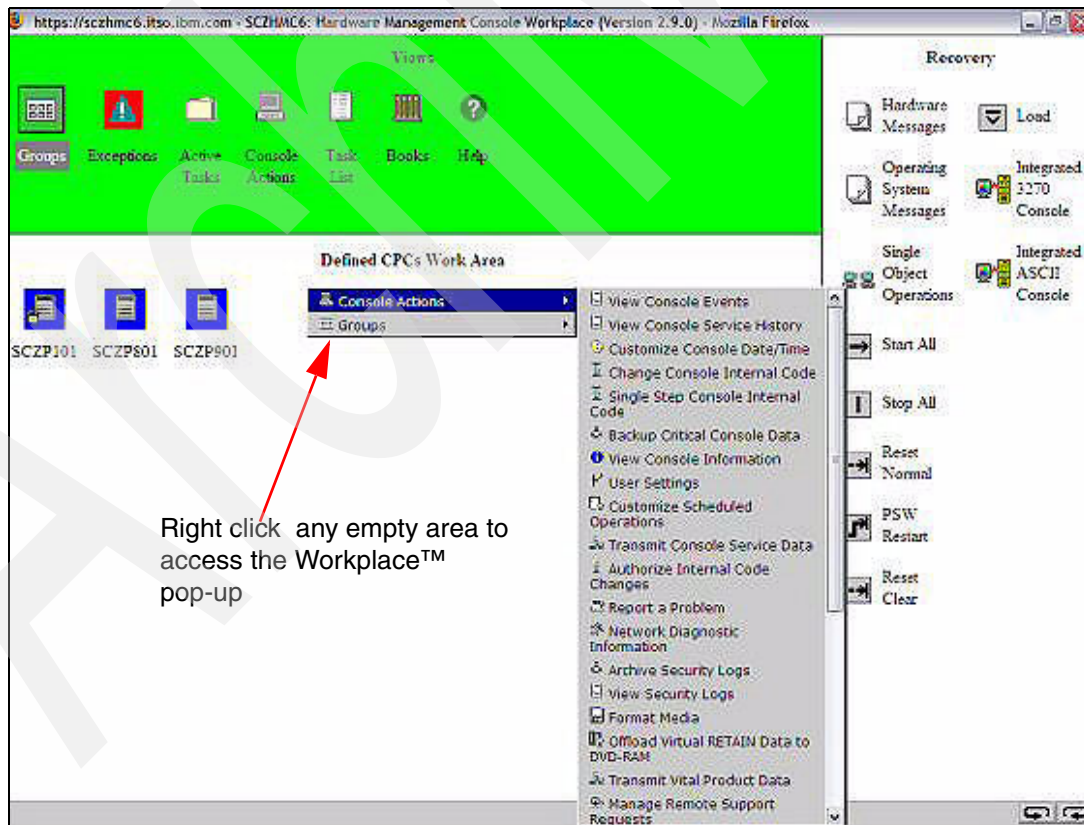 https://sczhmc6.itso.ibm.com - SCZHMC6: Hardware Management Console Workplace (Version 2.9.0) - Mozilla Firefox
Views
Groups
Exceptions
Active
Tasks
Console
Actions
Task
List
Books
Help
Defined CPCs Work Area
SCZP101
SCZP801
SCZP901
Console Actions
Groups
View Console Events
View Console Service History
Customize Console Date/Time
Change Console Internal Code
Single Step Console Internal
Code
Backup Critical Console Data
View Console Information
User Settings
Customize Scheduled
Operations
Transmit Console Service Data
Authorize Internal Code
Changes
Report a Problem
Network Diagnostic
Information
Archive Security Logs
View Security Logs
Format Media
Offload Virtual RETAIN Data to
DVD-RAM
Transmit Vital Product Data
Manage Remote Support
Requests
Right click any empty area to
access the Workplace™
pop-up
Recovery
Hardware
Messages
Load
Operating
System
Messages
Integrated
3270
Console
Single
Object
Operations
Integrated
ASCII
Console
Start All
Stop All
Reset
Normal
PSW
Restart
Reset
Clear